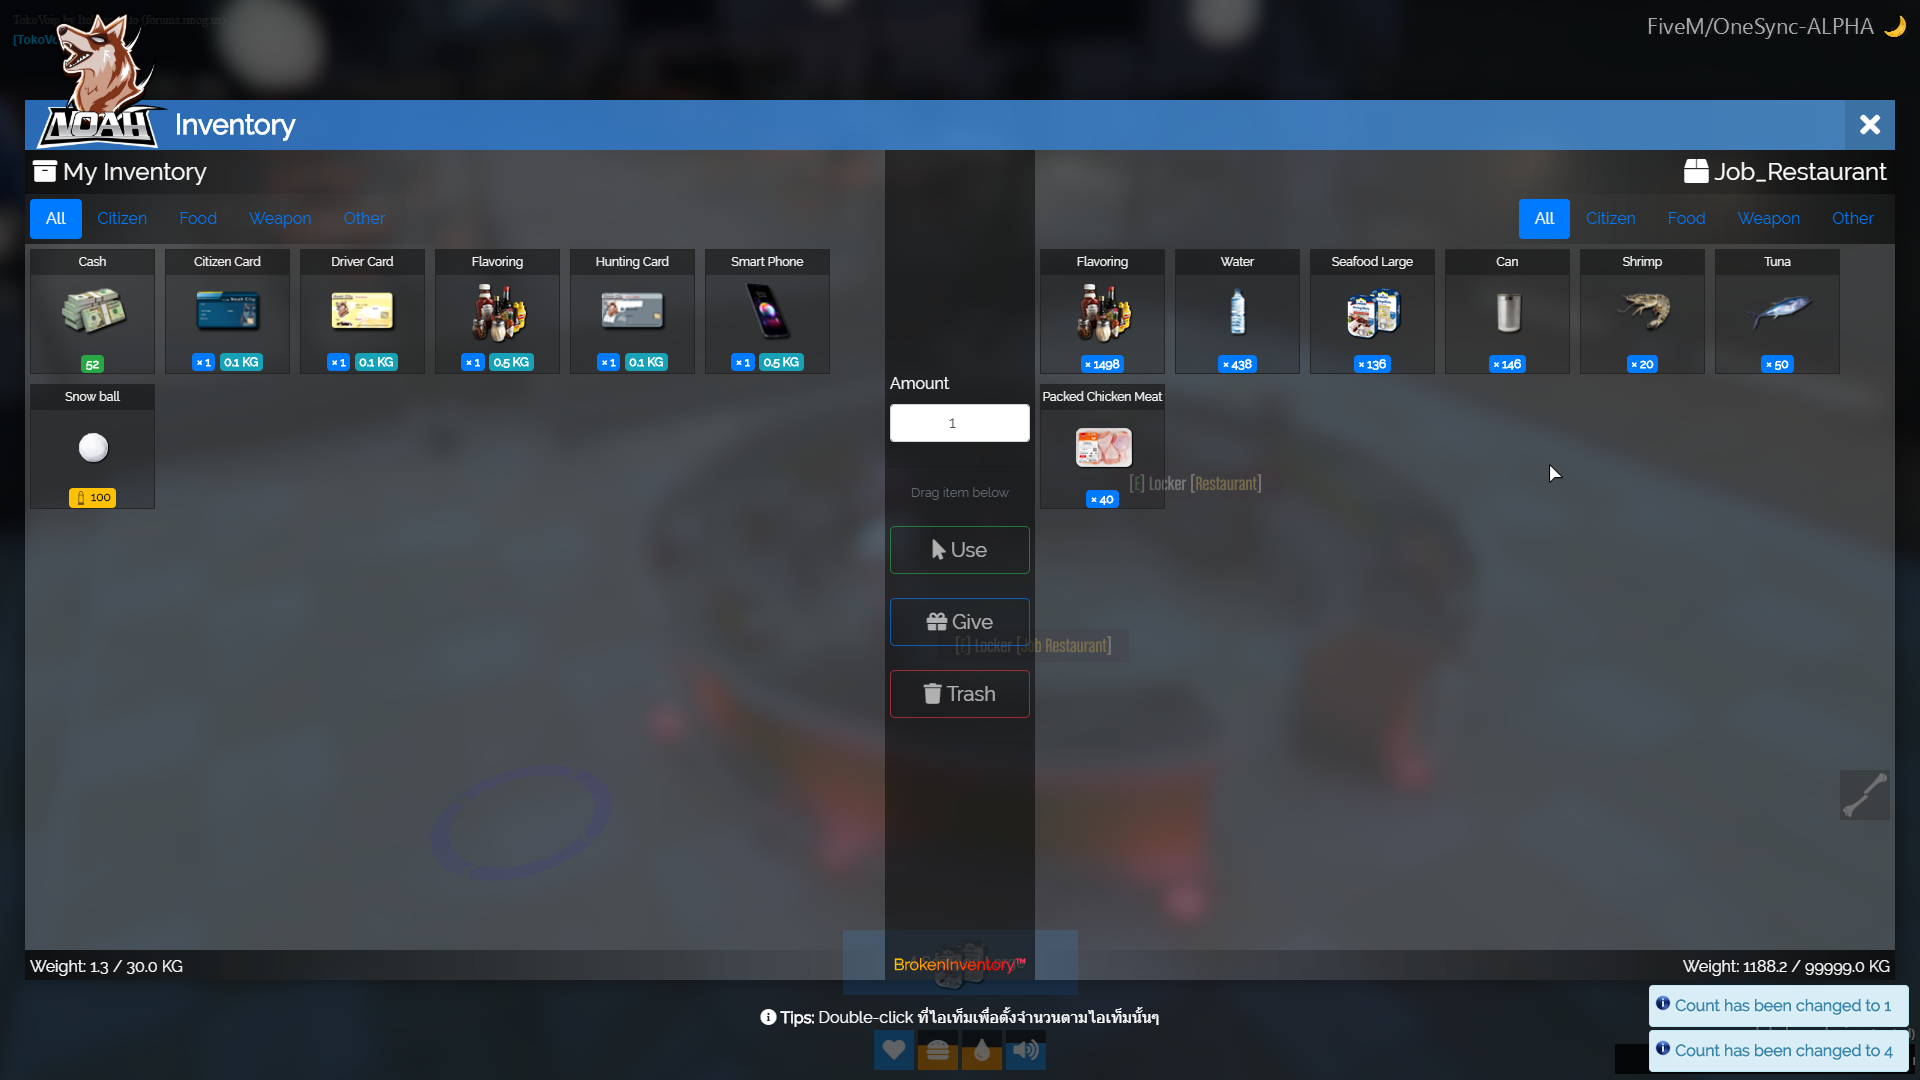 TokoVoip
FiveM/OneSync-ALPHA
NOAH
Inventory
My Inventory
Job_Restaurant
All Citizen Food Weapon Other
All Citizen Food Weapon Other
Cash Citizen Card Driver Card Flavoring Hunting Card Smart Phone
52 × 1 0.1 KG × 1 0.1 KG × 1 0.5 KG × 1 0.1 KG × 1 0.5 KG
Snow ball
100
Amount
1
Drag item below
Use
Give
Trash
Flavoring Water Seafood Large Can Shrimp Tuna
× 1498 × 438 × 136 × 146 × 20 × 50
Packed Chicken Meat
× 40
[E] Locker [Restaurant]
[E] Locker [Job Restaurant]
Weight: 1.3 / 30.0 KG
BrokenInventory™
Weight: 1188.2 / 99999.0 KG
Tips: Double-click ที่ไอเท็มเพื่อตั้งจำนวนตามไอเท็มนั้นๆ
Count has been changed to 1
Count has been changed to 4